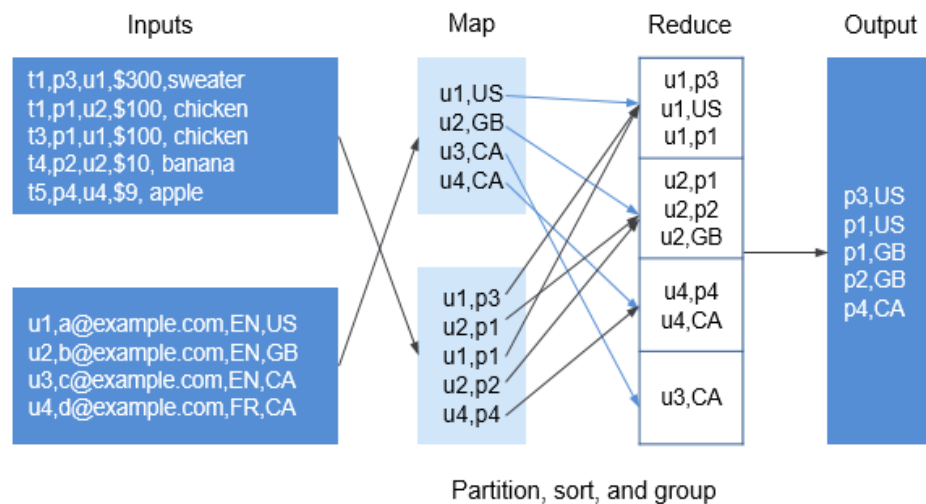 Inputs
Map
Reduce
Output
t1,p3,u1,$300,sweater
t1,p1,u2,$100, chicken
t3,p1,u1,$100, chicken
t4,p2,u2,$10, banana
t5,p4,u4,$9, apple
u1,a@example.com,EN,US
u2,b@example.com,EN,GB
u3,c@example.com,EN,CA
u4,d@example.com,FR,CA
u1,US
u2,GB
u3,CA
u4,CA
u1,p3
u2,p1
u1,p1
u2,p2
u4,p4
u1,p3
u1,US
u1,p1
u2,p1
u2,p2
u2,GB
u4,p4
u4,CA
u3,CA
p3,US
p1,US
p1,GB
p2,GB
p4,CA
Partition, sort, and group